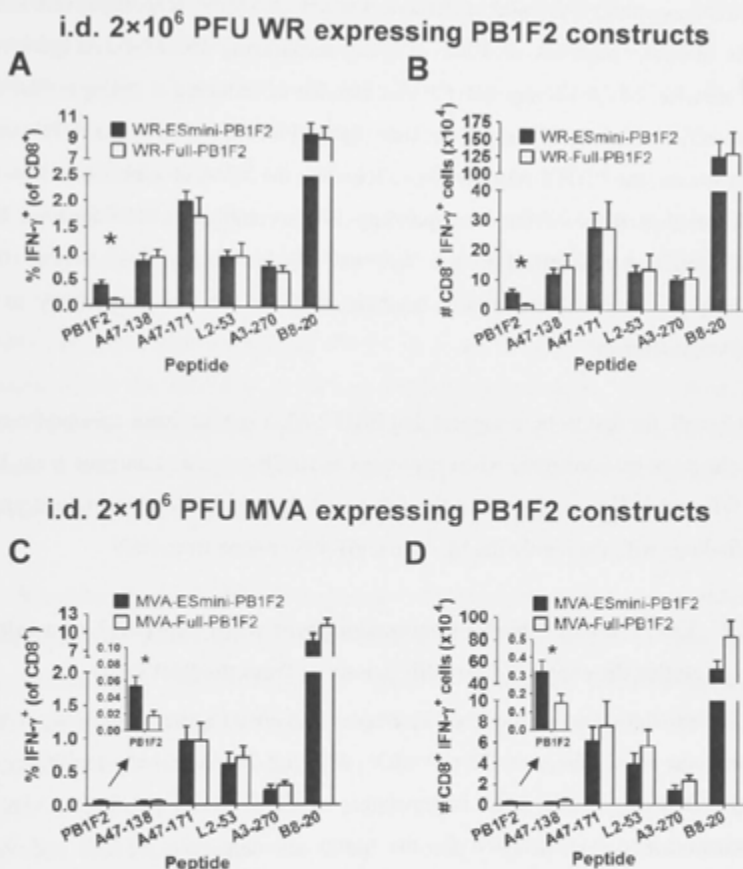 i.d. 2×10⁶ PFU WR expressing PB1F2 constructs
A
% IFN-γ⁺ (of CD8⁺)
11
9
7
2.5
2.0
1.5
1.0
0.5
0.0
WR-ESmini-PB1F2
WR-Full-PB1F2
*
PB1F2
A47-138
A47-171
L2-53
A3-270
B8-20
Peptide
B
# CD8⁺ IFN-γ⁺ cells (x10⁻⁴)
175
150
125
100
40
30
20
10
0
WR-ESmini-PB1F2
WR-Full-PB1F2
*
PB1F2
A47-138
A47-171
L2-53
A3-270
B8-20
Peptide
i.d. 2×10⁶ PFU MVA expressing PB1F2 constructs
C
% IFN-γ⁺ (of CD8⁺)
13
10
7
2.0
1.5
1.0
0.5
0.0
MVA-ESmini-PB1F2
MVA-Full-PB1F2
0.10
0.08
0.06
0.04
0.02
0.00
*
PB1F2
PB1F2
A47-138
A47-171
L2-53
A3-270
B8-20
Peptide
D
# CD8⁺ IFN-γ⁺ cells (x10⁻⁴)
100
80
60
40
10
8
6
4
2
0
MVA-ESmini-PB1F2
MVA-Full-PB1F2
0.5
0.4
0.3
0.2
0.1
0.0
*
PB1F2
PB1F2
A47-138
A47-171
L2-53
A3-270
B8-20
Peptide